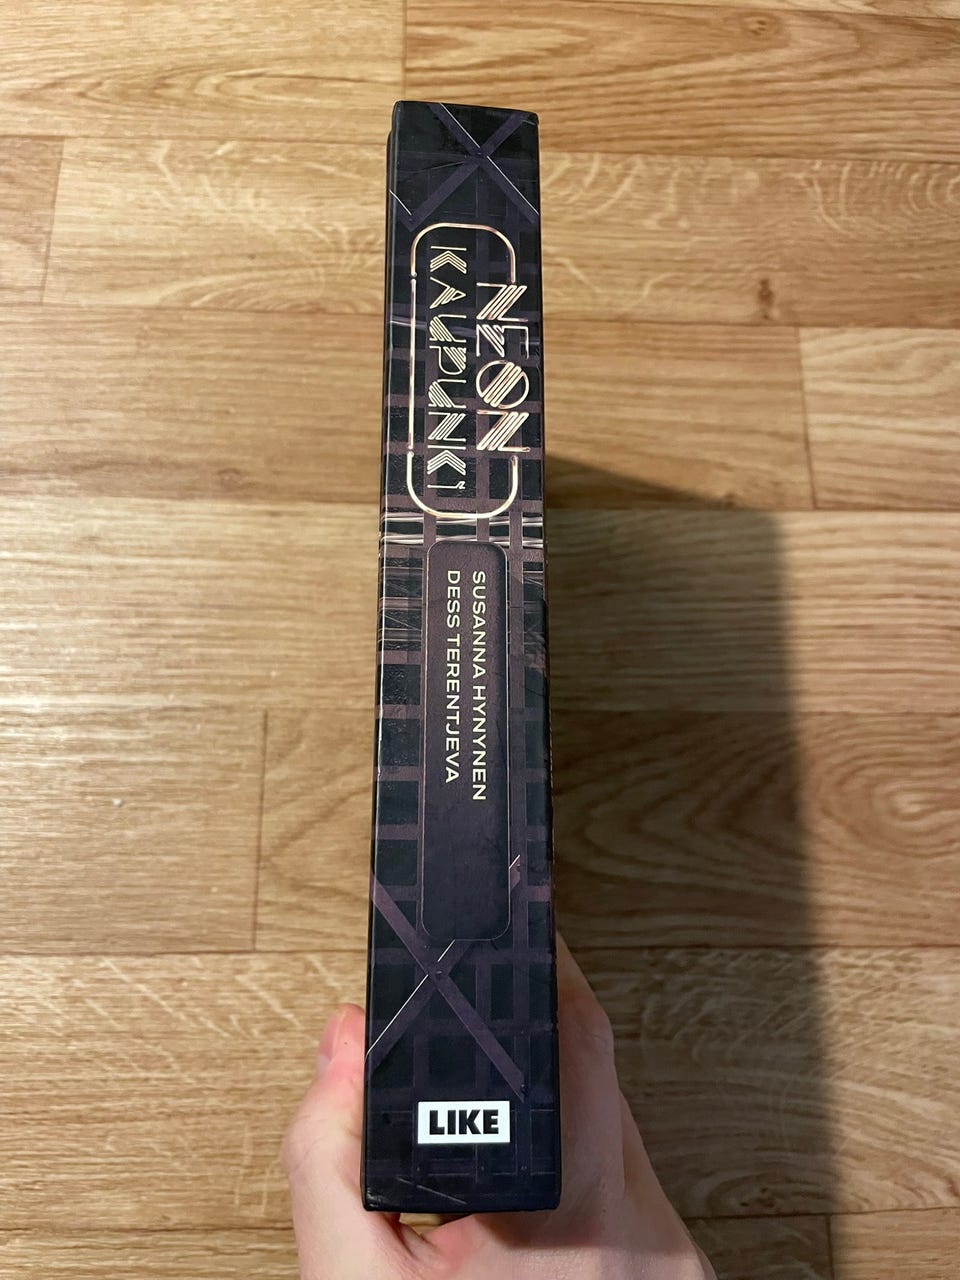 NEON
KAUPUNKI
SUSANNA HYNYNEN
DESS TERENTJEVA
LIKE